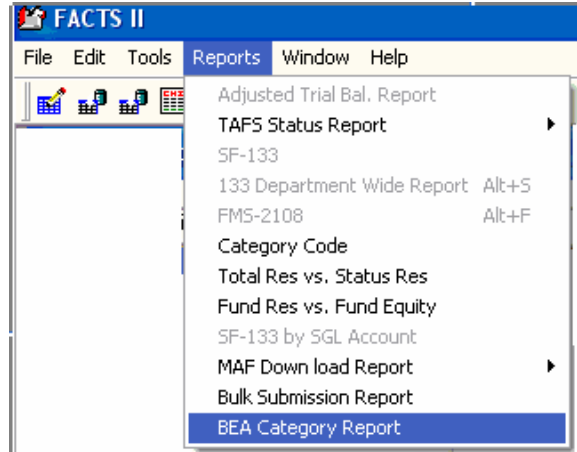 FACTS II
File Edit Tools Reports Window Help
Adjusted Trial Bal. Report
TAFS Status Report
SF-133
133 Department Wide Report Alt+S
FMS-2108 Alt+F
Category Code
Total Res vs. Status Res
Fund Res vs. Fund Equity
SF-133 by SGL Account
MAF Down load Report
Bulk Submission Report
BEA Category Report